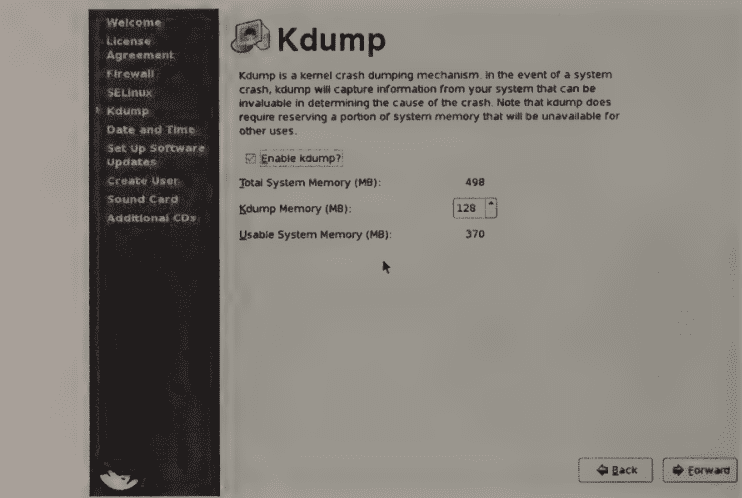 Welcome
License
Agreement
Firewall
SELinux
Kdump
Date and Time
Set Up Software
Updates
Create User
Sound Card
Additional CDs
Kdump
Kdump is a kernel crash dumping mechanism. In the event of a system
crash, kdump will capture information from your system that can be
invaluable in determining the cause of the crash. Note that kdump does
require reserving a portion of system memory that will be unavailable for
other uses.
Enable kdump?
Total System Memory (MB): 498
Kdump Memory (MB): 128
Usable System Memory (MB): 370
Back
Forward